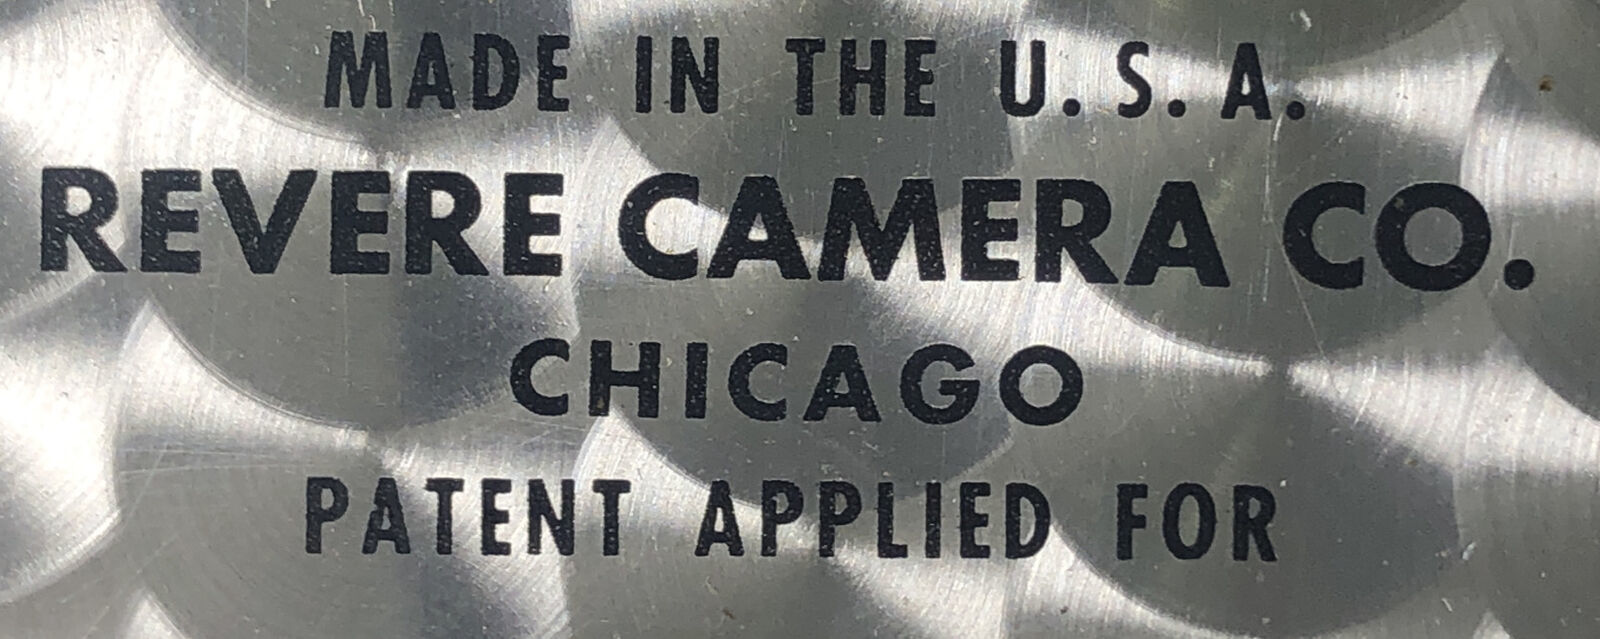 MADE IN THE U.S.A.
REVERE CAMERA CO.
CHICAGO
PATENT APPLIED FOR